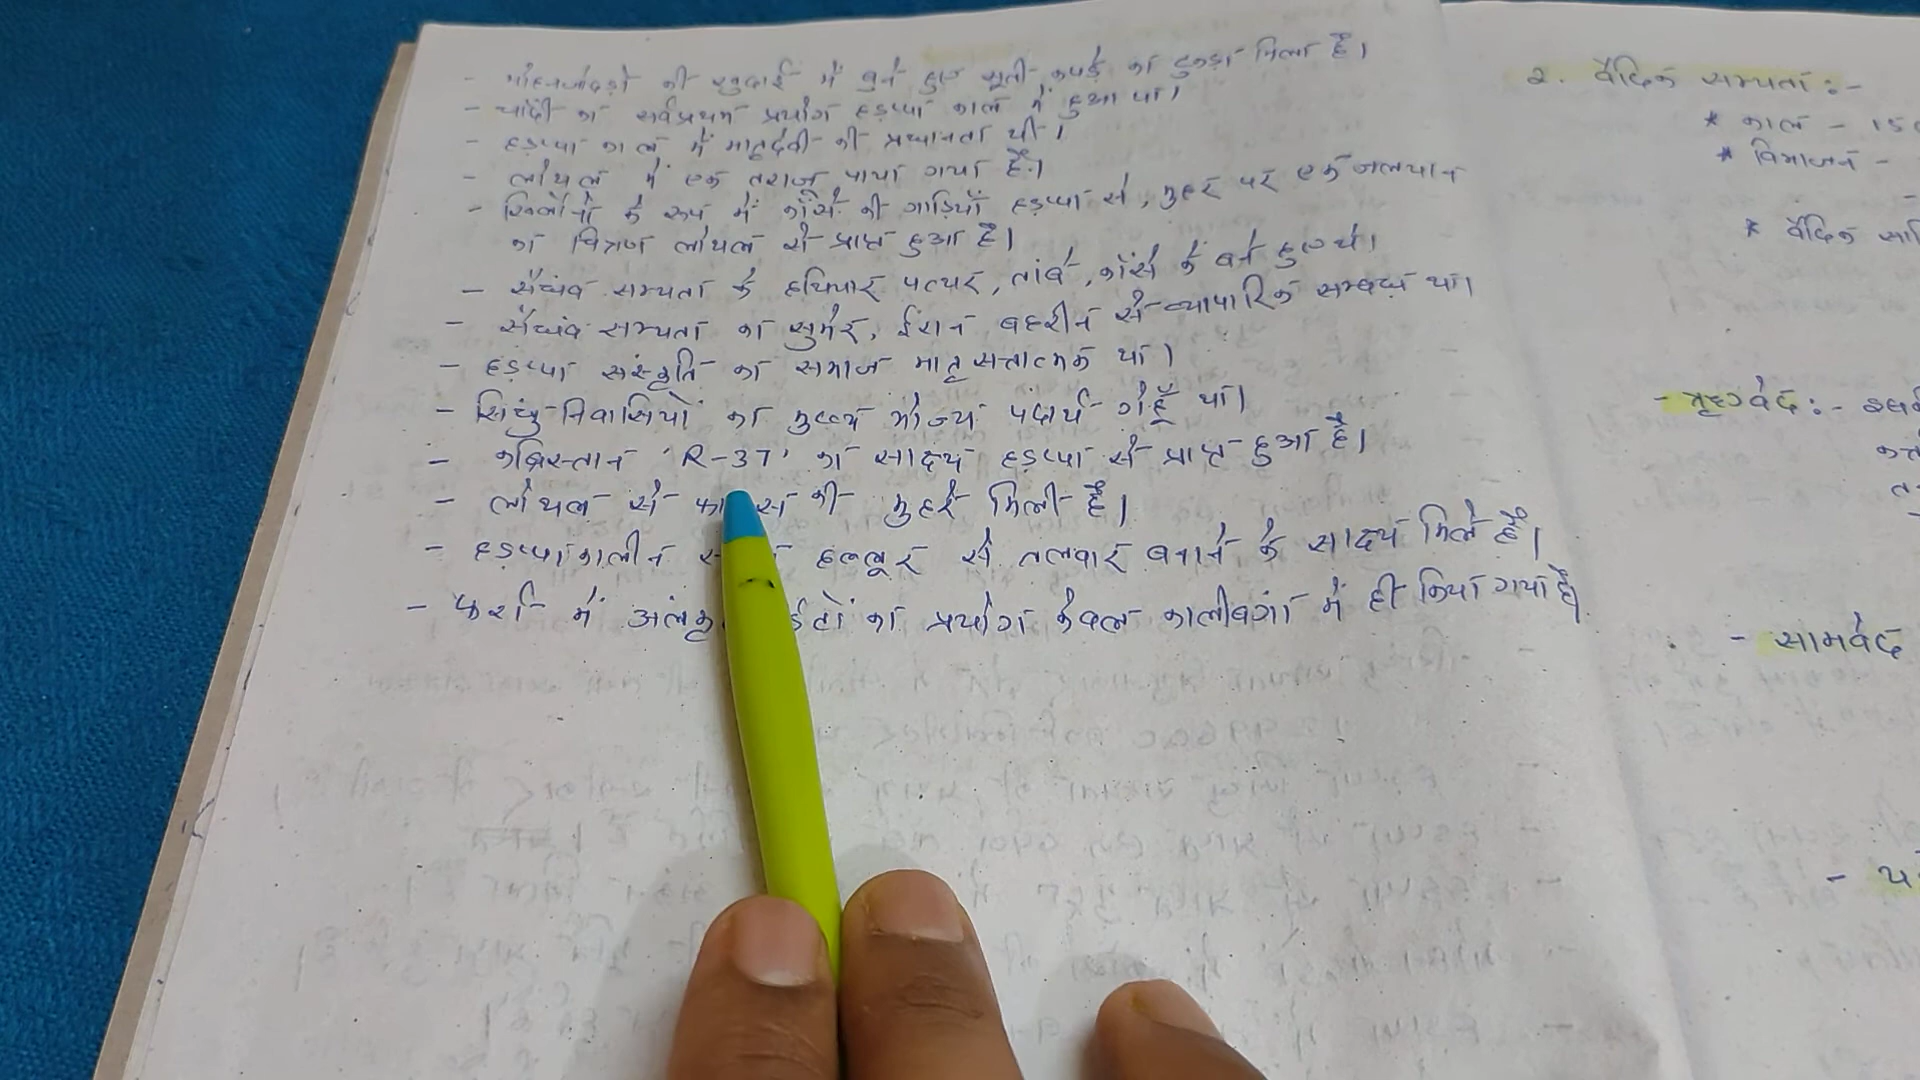 - मोहनजोदड़ो की खुदाई में बुने हुए सूती कपड़े का टुकड़ा मिला है।
- चाँदी का सर्वप्रथम प्रयोग हड़प्पा काल में हुआ था।
- हड़प्पा काल में मातृदेवी की प्रधानता थी।
- लोथल में एक तराजू पाया गया है।
- खिलौनों के रूप में काँसे की गाड़ियाँ हड़प्पा से, मुहर पर एक जलयान
का चित्रण लोथल से प्राप्त हुआ है।
- सैंधव सभ्यता के हथियार पत्थर, तांबे, काँसे के बने हुए थे।
- सैंधव सभ्यता का सुमेर, ईरान बहरीन से व्यापारिक सम्बन्ध था।
- हड़प्पा संस्कृति का समाज मातृ सत्तात्मक था।
- सिंधु-निवासियों का मुख्य भोज्य पदार्थ गेहूँ था।
- कब्रिस्तान 'R-37' का साक्ष्य हड़प्पा से प्राप्त हुआ है।
- लोथल से की मुहरें मिली है।
- हड़प्पाकालीन हल्लूर से तलवार बनाने के साक्ष्य मिले हैं।
- फर्श में का प्रयोग केवल कालीबंगा में ही किया गया है।
2. वैदिक सभ्यता :-
* काल - 15
* विभाजन -
* वैदिक
- ऋग्वेद :-
- सामवेद